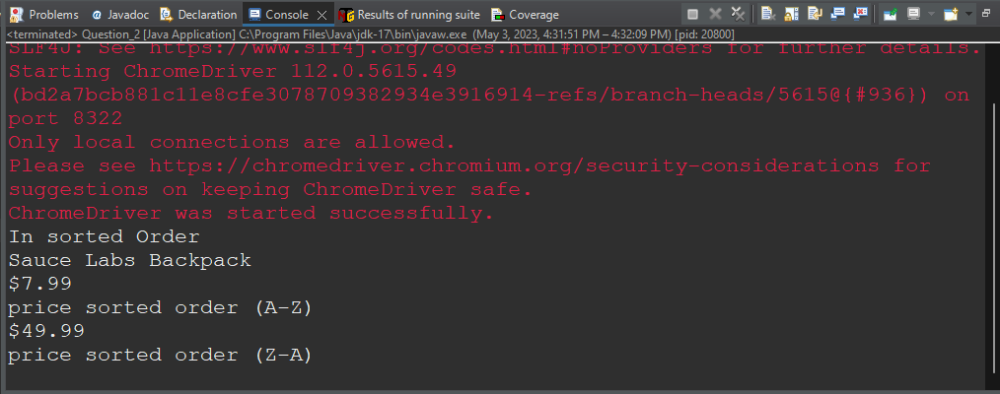 Problems @ Javadoc Declaration Console Results of running suite Coverage
<terminated> Question_2 [Java Application] C:\Program Files\Java\jdk-17\bin\javaw.exe (May 3, 2023, 4:31:51 PM – 4:32:09 PM) [pid: 20800]
SLF4J: See https://www.slf4j.org/codes.html#noProviders for further details.
Starting ChromeDriver 112.0.5615.49
(bd2a7bcb881c11e8cfe3078709382934e3916914-refs/branch-heads/5615@{#936}) on
port 8322
Only local connections are allowed.
Please see https://chromedriver.chromium.org/security-considerations for
suggestions on keeping ChromeDriver safe.
ChromeDriver was started successfully.
In sorted Order
Sauce Labs Backpack
$7.99
price sorted order (A-Z)
$49.99
price sorted order (Z-A)